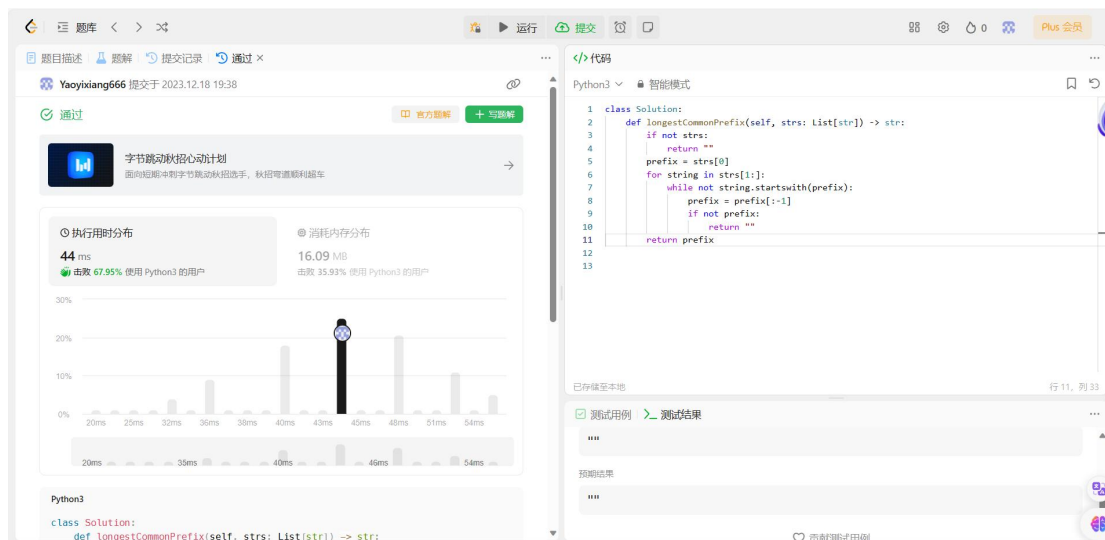 题库
运行
提交
0
Plus 会员
题目描述
题解
提交记录
通过
Yaoyixiang666 提交于 2023.12.18 19:38
通过
官方题解
写题解
字节跳动秋招心动计划
面向短期冲刺字节跳动秋招选手，秋招弯道顺利超车
执行用时分布
消耗内存分布
44 ms
16.09 MB
击败 67.95% 使用 Python3 的用户
击败 35.93% 使用 Python3 的用户
30%
20%
10%
0%
20ms 25ms 32ms 36ms 38ms 40ms 43ms 45ms 48ms 51ms 54ms
20ms 35ms 40ms 46ms 54ms
Python3
class Solution:
def longestCommonPrefix(self, strs: List[str]) -> str:
</>代码
Python3 智能模式
1 class Solution:
2 def longestCommonPrefix(self, strs: List[str]) -> str:
3 if not strs:
4 return ""
5 prefix = strs[0]
6 for string in strs[1:]:
7 while not string.startswith(prefix):
8 prefix = prefix[:-1]
9 if not prefix:
10 return ""
11 return prefix
12
13
已存储至本地
行 11，列 33
测试用例
测试结果
""
预期结果
""
贡献测试用例